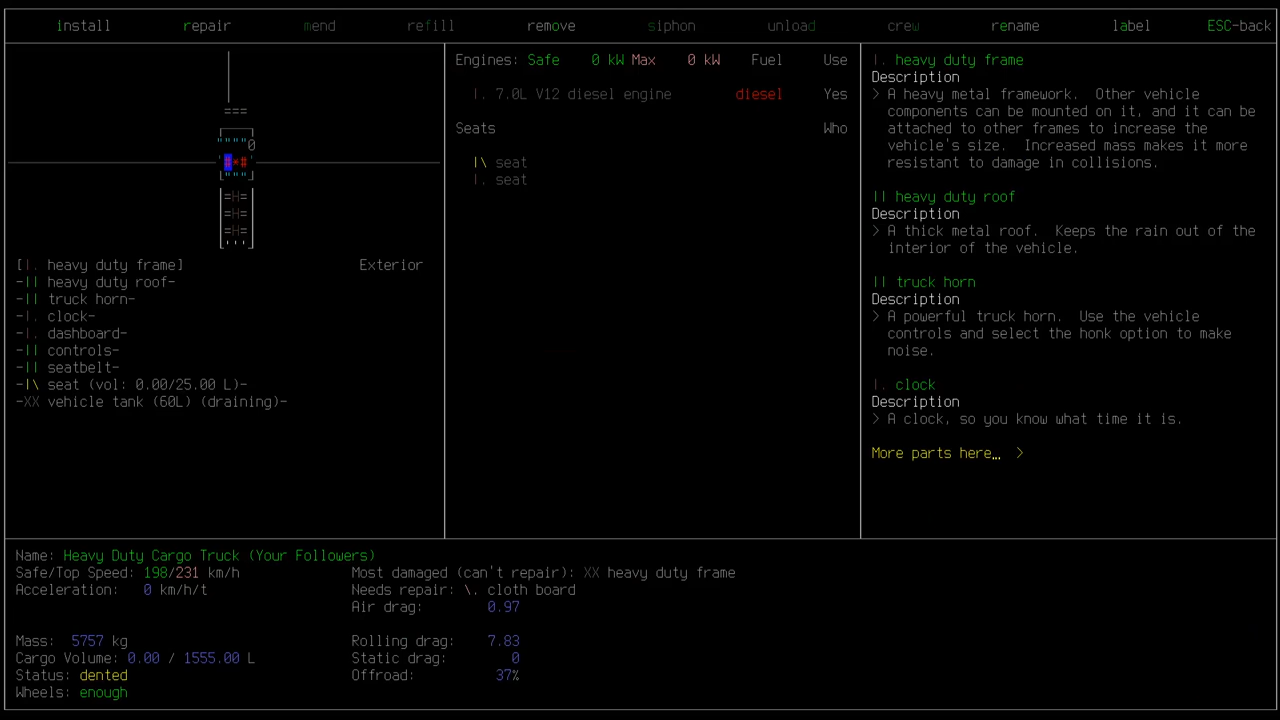 install repair mend refill remove siphon unload crew rename label ESC-back
Engines: Safe 0 kW Max 0 kW Fuel Use
|. 7.0L V12 diesel engine diesel Yes
Seats Who
|\ seat
|. seat
===
""""0
'#*#'
"""
|=H=|
|=H=|
|=H=|
'''
[|. heavy duty frame] Exterior
-|| heavy duty roof-
-|| truck horn-
-|. clock-
-|. dashboard-
-|| controls-
-|| seatbelt-
-|\ seat (vol: 0.00/25.00 L)-
-XX vehicle tank (60L) (draining)-
|. heavy duty frame
Description
> A heavy metal framework. Other vehicle
components can be mounted on it, and it can be
attached to other frames to increase the
vehicle's size. Increased mass makes it more
resistant to damage in collisions.
|| heavy duty roof
Description
> A thick metal roof. Keeps the rain out of the
interior of the vehicle.
|| truck horn
Description
> A powerful truck horn. Use the vehicle
controls and select the honk option to make
noise.
|. clock
Description
> A clock, so you know what time it is.
More parts here… >
Name: Heavy Duty Cargo Truck (Your Followers)
Safe/Top Speed: 198/231 km/h
Acceleration: 0 km/h/t
Mass: 5757 kg
Cargo Volume: 0.00 / 1555.00 L
Status: dented
Wheels: enough
Most damaged (can't repair): XX heavy duty frame
Needs repair: \. cloth board
Air drag: 0.97
Rolling drag: 7.83
Static drag: 0
Offroad: 37%